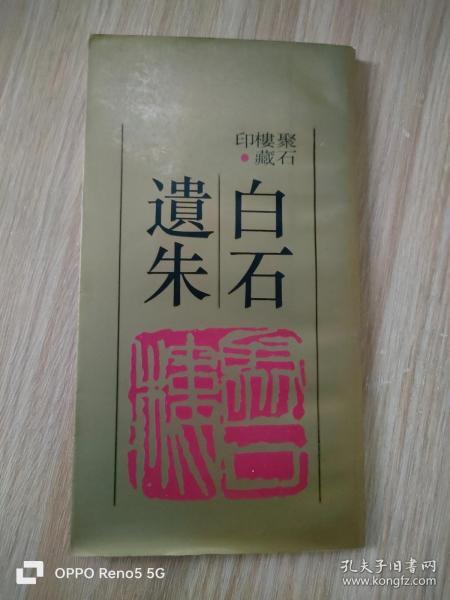 聚石樓藏印
白石
遺朱
OPPO Reno5 5G
孔夫子旧书网
www.kongfz.com